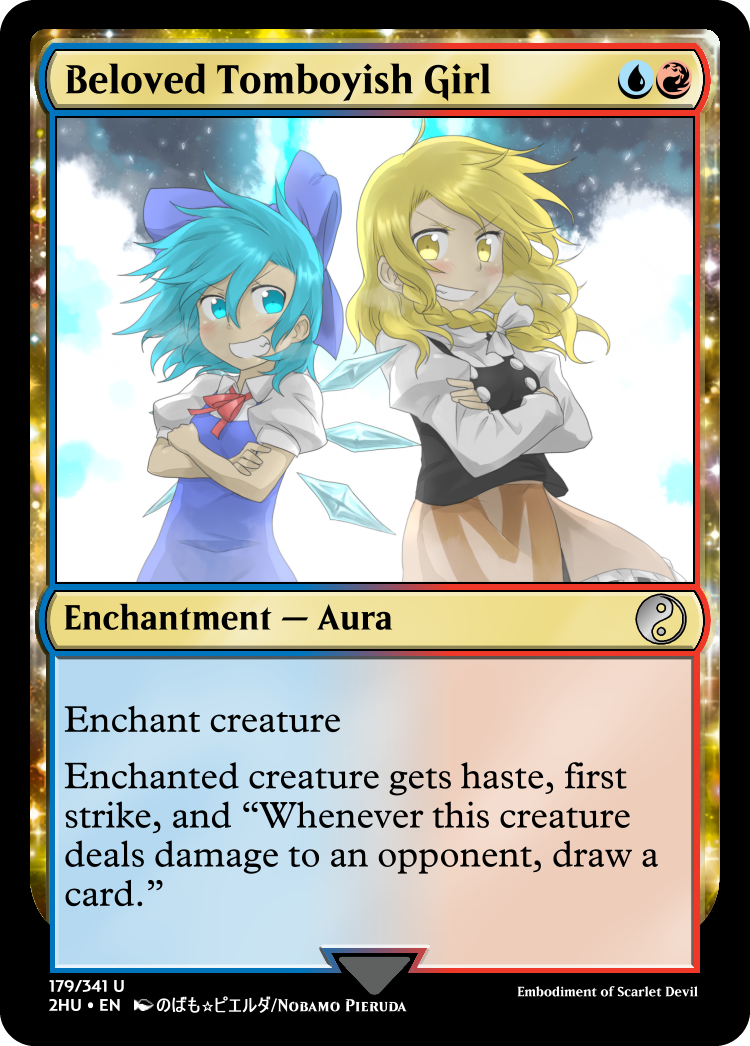 Beloved Tomboyish Girl
Enchantment — Aura
Enchant creature
Enchanted creature gets haste, first
strike, and “Whenever this creature
deals damage to an opponent, draw a
card.”
179/341 U
2HU • EN のばも☆ピエルダ/Nobamo Pieruda
Embodiment of Scarlet Devil